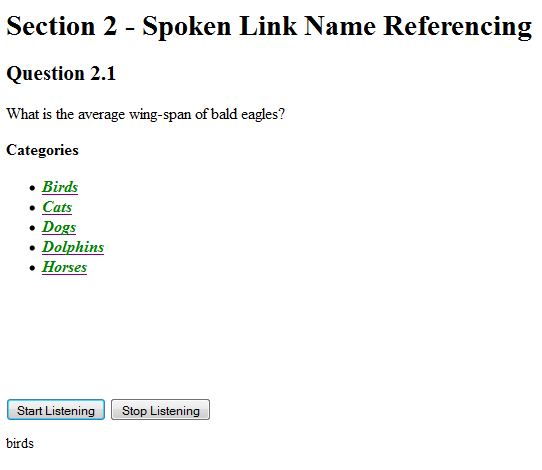 Section 2 - Spoken Link Name Referencing
Question 2.1
What is the average wing-span of bald eagles?
Categories
• Birds
• Cats
• Dogs
• Dolphins
• Horses
Start Listening Stop Listening
birds